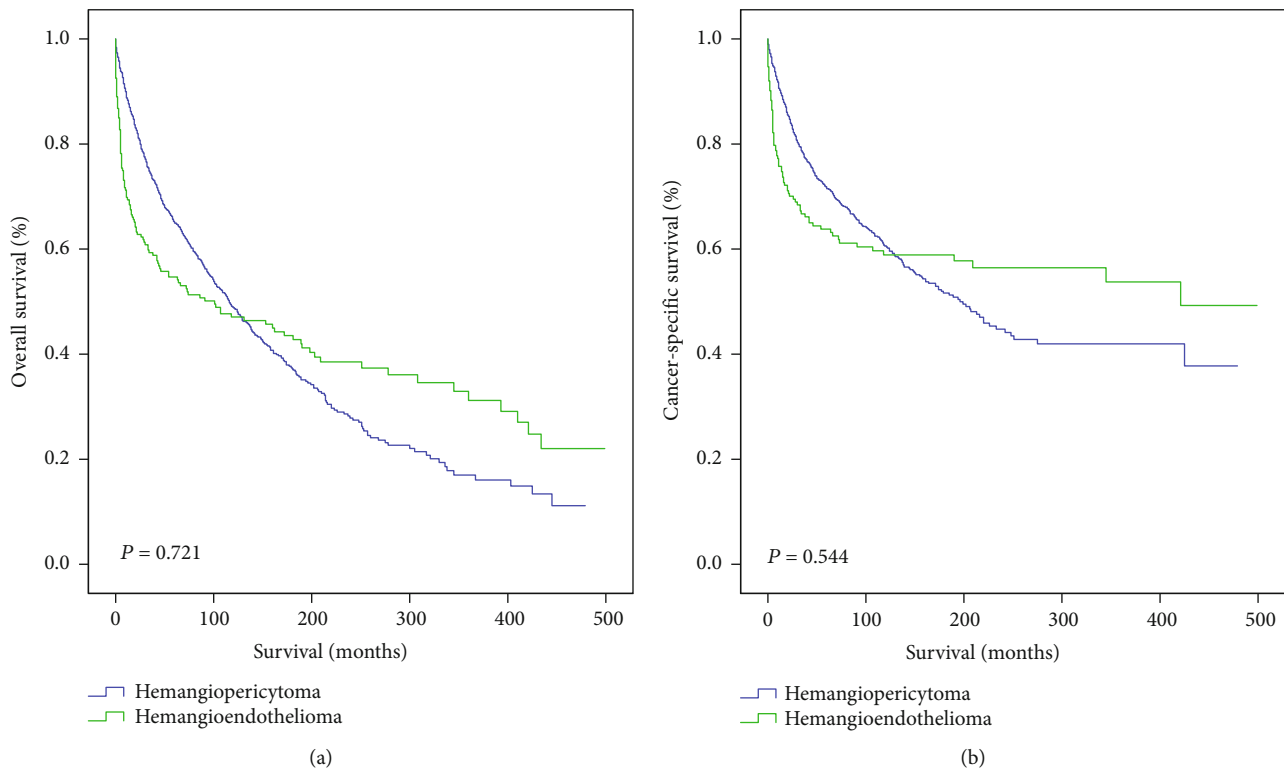 1.0
0.8
0.6
0.4
0.2
0.0
Overall survival (%)
P = 0.721
0 100 200 300 400 500
Survival (months)
Hemangiopericytoma
Hemangioendothelioma
(a)
1.0
0.8
0.6
0.4
0.2
0.0
Cancer-specific survival (%)
P = 0.544
0 100 200 300 400 500
Survival (months)
Hemangiopericytoma
Hemangioendothelioma
(b)